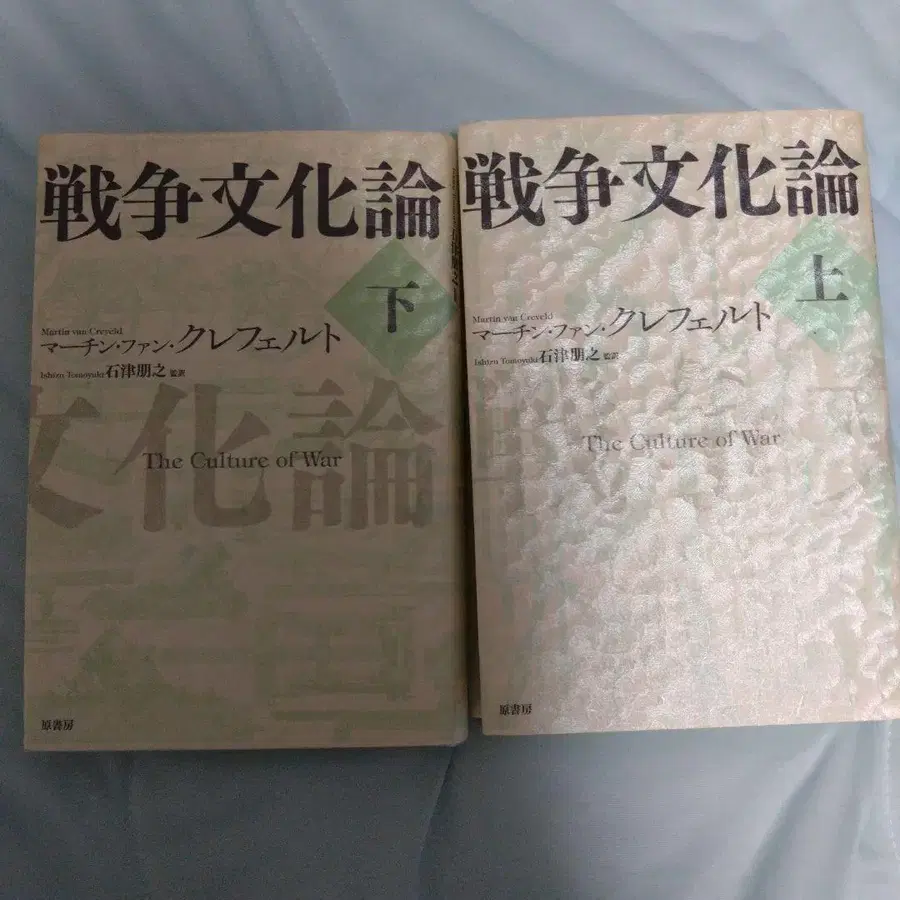 戦争文化論
下
Martin van Creveld
マーチン・ファン・クレフェルト
Ishizu Tomoyuki 石津朋之 監訳
文化論
The Culture of War
原書房
戦争文化論
上
Martin van Creveld
マーチン・ファン・クレフェルト
Ishizu Tomoyuki 石津朋之 監訳
The Culture of War
原書房